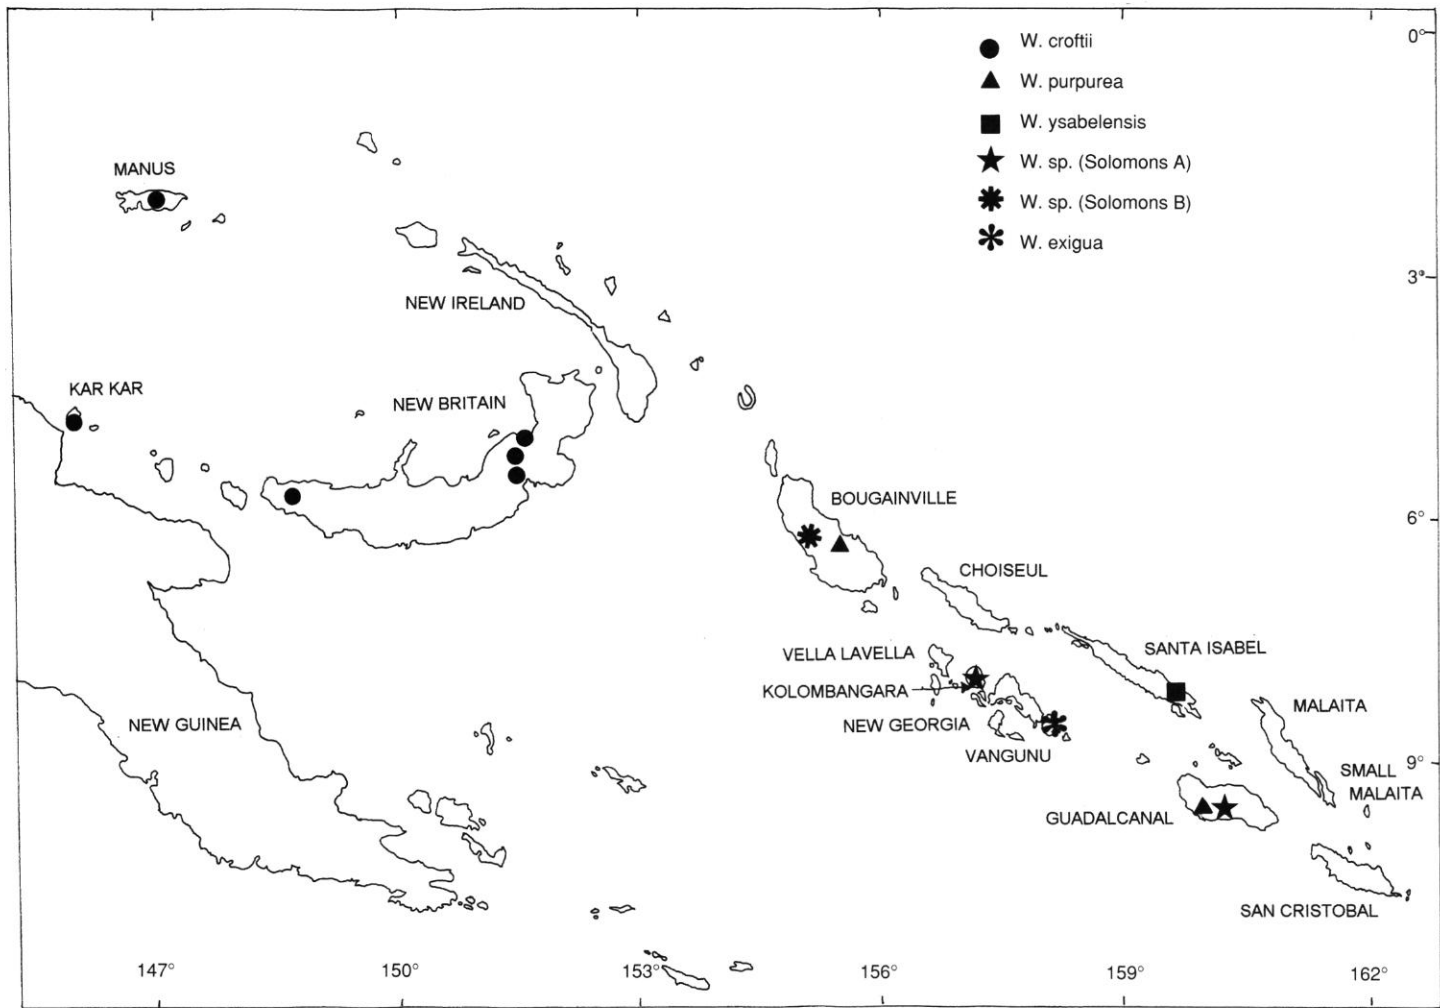 0°
W. croftii
W. purpurea
W. ysabelensis
W. sp. (Solomons A)
W. sp. (Solomons B)
W. exigua
MANUS
3°
NEW IRELAND
KAR KAR
NEW BRITAIN
BOUGAINVILLE
6°
CHOISEUL
VELLA LAVELLA
SANTA ISABEL
KOLOMBANGARA
MALAITA
NEW GUINEA
NEW GEORGIA
VANGUNU
9°
SMALL
MALAITA
GUADALCANAL
SAN CRISTOBAL
147°
150°
153°
156°
159°
162°